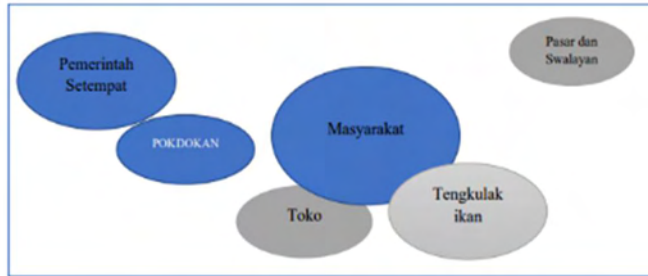 Pemerintah
Setempat
POKDOKAN
Masyarakat
Pasar dan
Swalayan
Toko
Tengkulak
ikan